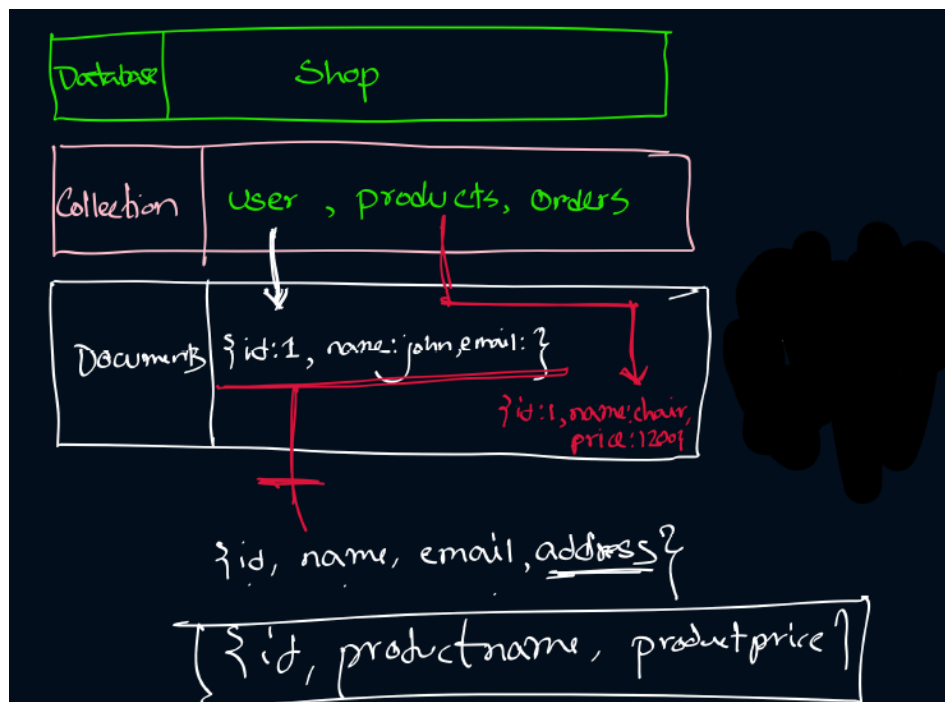 Database Shop
Collection user, products, Orders
Documents {id:1, name:john,email: }
{id:1,name:chair,
price:1200}
{id, name, email, address}
{id, productname, productprice}